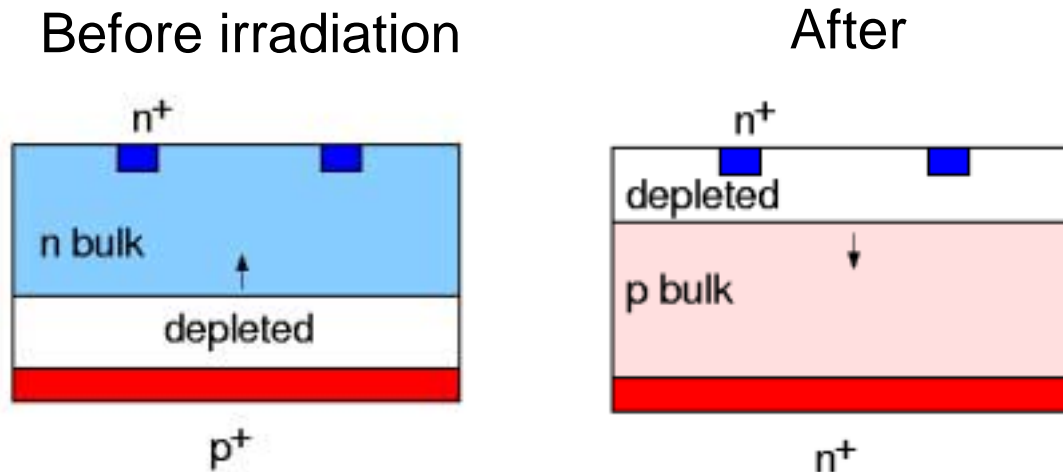 Before irradiation
n+
n bulk
depleted
p+
After
n+
depleted
p bulk
n+